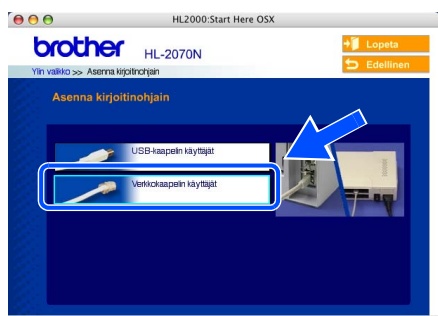 HL2000:Start Here OSX
brother HL-2070N
Lopeta
Edellinen
Ylin valikko >> Asenna kirjoitinohjain
Asenna kirjoitinohjain
USB-kaapelin käyttäjät
Verkkokaapelin käyttäjät